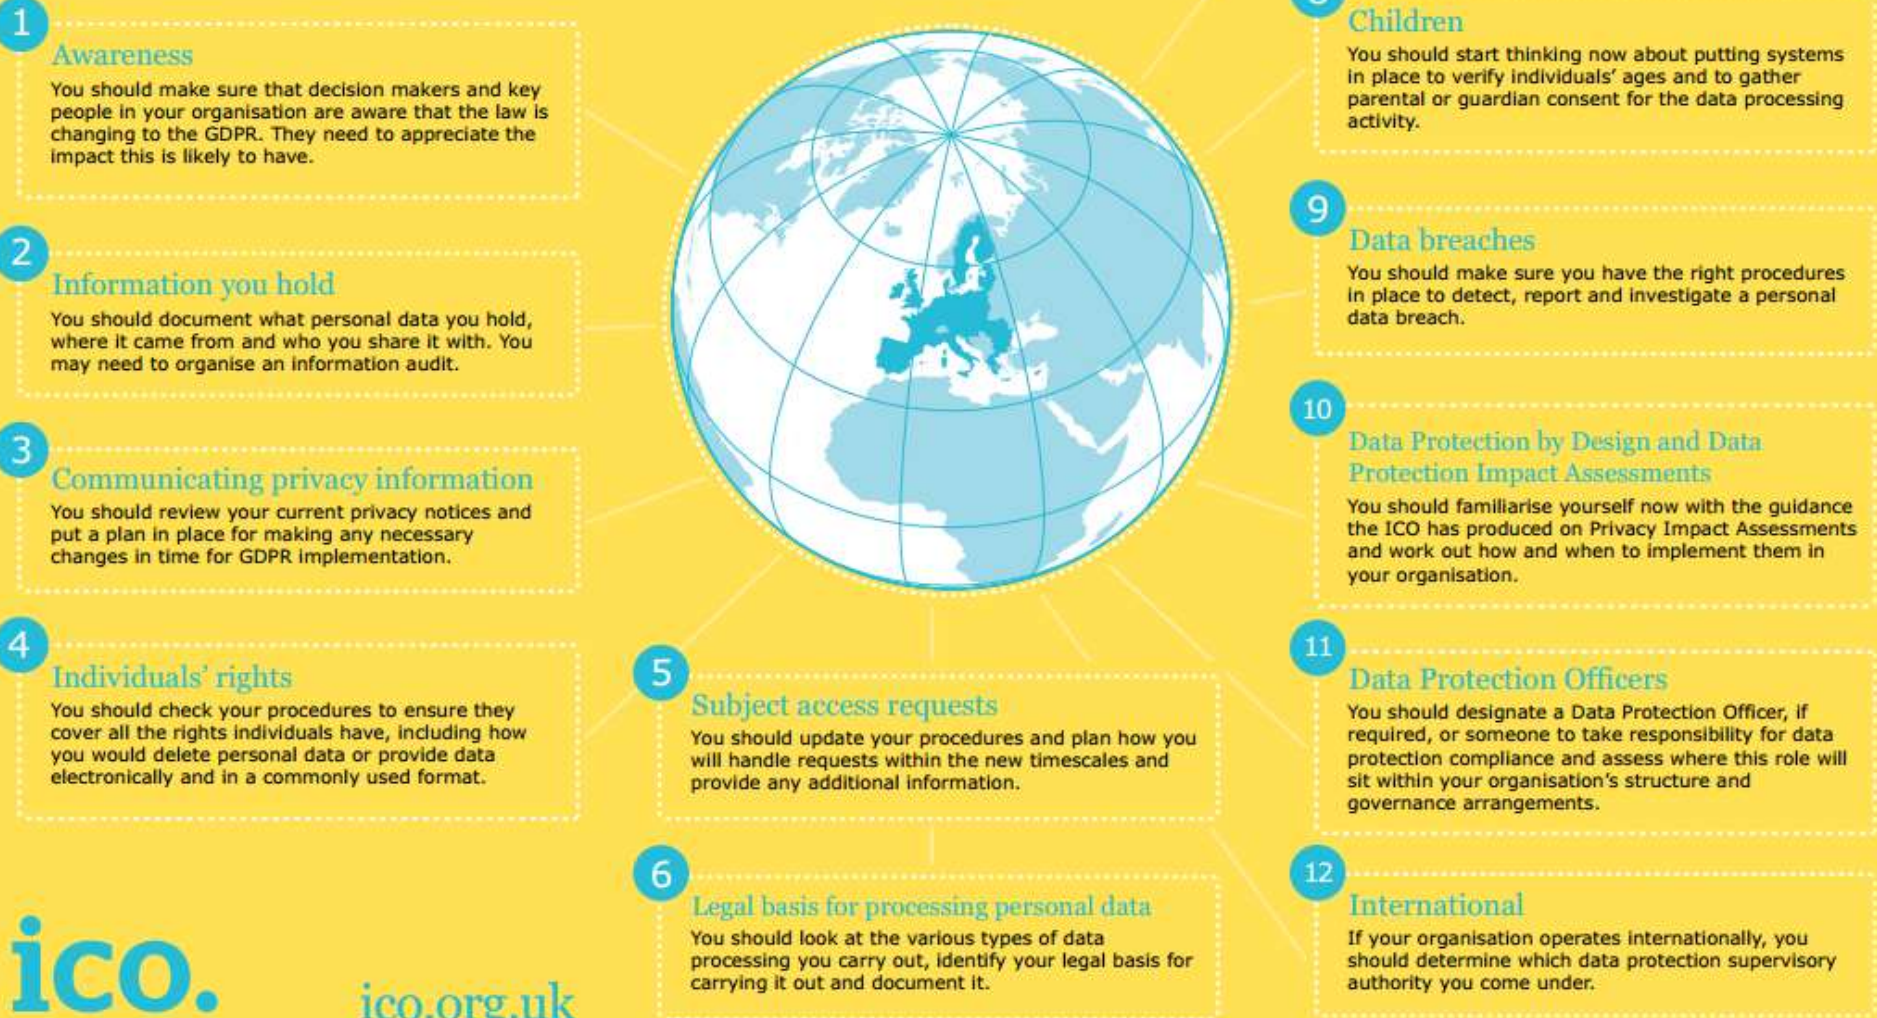 1
Awareness
You should make sure that decision makers and key
people in your organisation are aware that the law is
changing to the GDPR. They need to appreciate the
impact this is likely to have.
2
Information you hold
You should document what personal data you hold,
where it came from and who you share it with. You
may need to organise an information audit.
3
Communicating privacy information
You should review your current privacy notices and
put a plan in place for making any necessary
changes in time for GDPR implementation.
4
Individuals' rights
You should check your procedures to ensure they
cover all the rights individuals have, including how
you would delete personal data or provide data
electronically and in a commonly used format.
5
Subject access requests
You should update your procedures and plan how you
will handle requests within the new timescales and
provide any additional information.
6
Legal basis for processing personal data
You should look at the various types of data
processing you carry out, identify your legal basis for
carrying it out and document it.
Children
You should start thinking now about putting systems
in place to verify individuals' ages and to gather
parental or guardian consent for the data processing
activity.
9
Data breaches
You should make sure you have the right procedures
in place to detect, report and investigate a personal
data breach.
10
Data Protection by Design and Data
Protection Impact Assessments
You should familiarise yourself now with the guidance
the ICO has produced on Privacy Impact Assessments
and work out how and when to implement them in
your organisation.
11
Data Protection Officers
You should designate a Data Protection Officer, if
required, or someone to take responsibility for data
protection compliance and assess where this role will
sit within your organisation's structure and
governance arrangements.
12
International
If your organisation operates internationally, you
should determine which data protection supervisory
authority you come under.
ico.
ico.org.uk